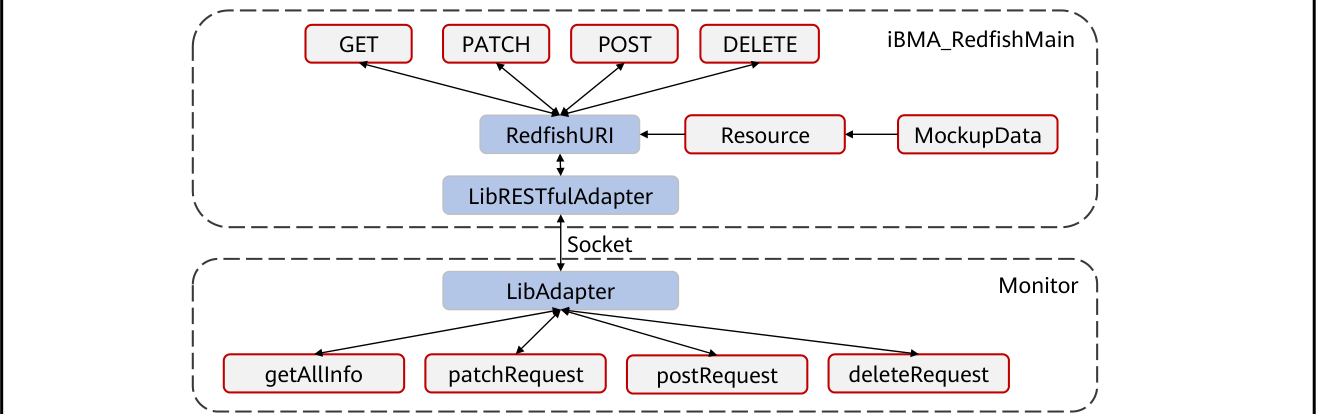 GET PATCH POST DELETE iBMA_RedfishMain
RedfishURI Resource MockupData
LibRESTfulAdapter
Socket
LibAdapter Monitor
getAllInfo patchRequest postRequest deleteRequest